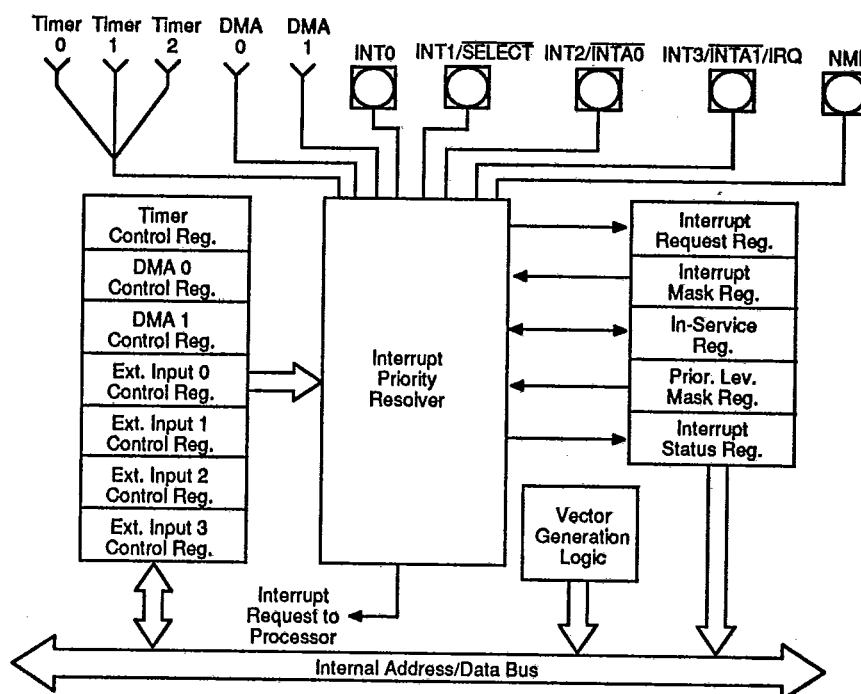 Timer 0
Timer 1
Timer 2
DMA 0
DMA 1
INT0
INT1/SELECT
INT2/INTA0
INT3/INTA1/IRQ
NMI
Timer
Control Reg.
DMA 0
Control Reg.
DMA 1
Control Reg.
Ext. Input 0
Control Reg.
Ext. Input 1
Control Reg.
Ext. Input 2
Control Reg.
Ext. Input 3
Control Reg.
Interrupt
Priority
Resolver
Interrupt
Request Reg.
Interrupt
Mask Reg.
In-Service
Reg.
Prior. Lev.
Mask Reg.
Interrupt
Status Reg.
Vector
Generation
Logic
Interrupt
Request to
Processor
Internal Address/Data Bus